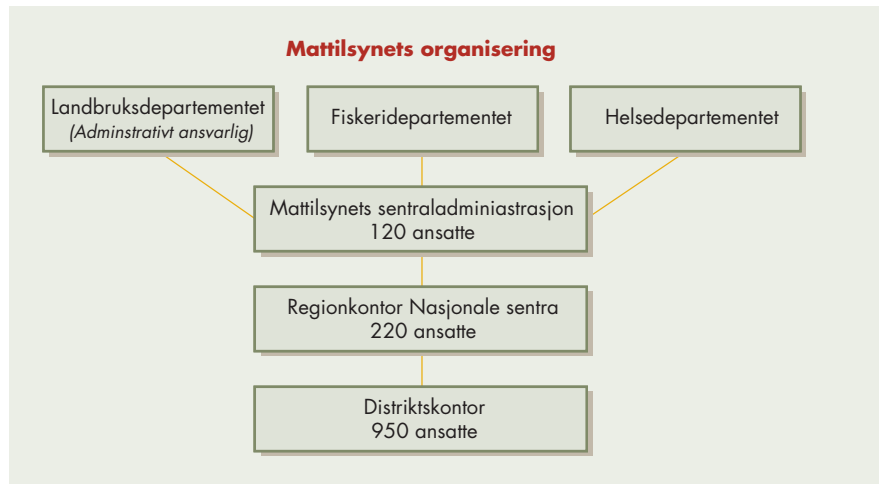 Mattilsynets organisering
Landbruksdepartementet
(Adminstrativt ansvarlig)
Fiskeridepartementet
Helsedepartementet
Mattilsynets sentraladminiastrasjon
120 ansatte
Regionkontor Nasjonale sentra
220 ansatte
Distriktskontor
950 ansatte